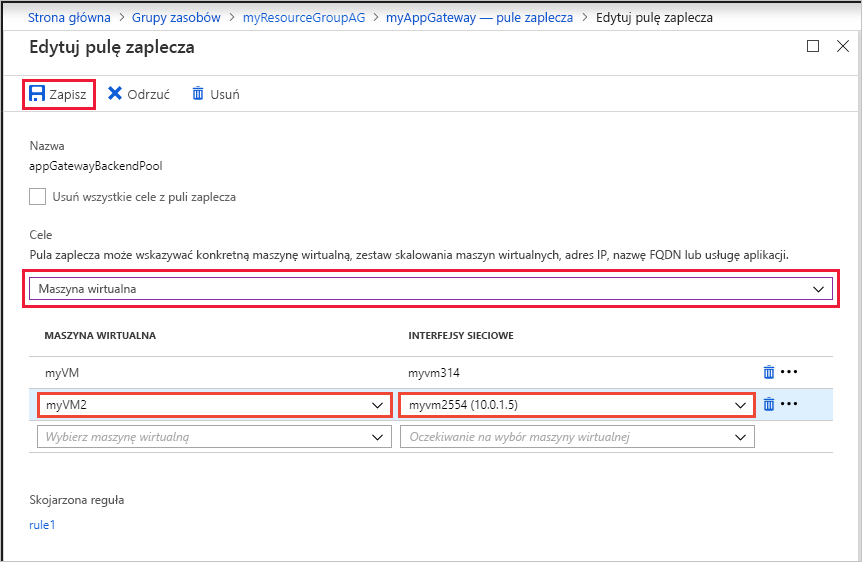 Strona główna > Grupy zasobów > myResourceGroupAG > myAppGateway — pule zaplecza > Edytuj pulę zaplecza
Edytuj pulę zaplecza
Zapisz Odrzuć Usuń
Nazwa
appGatewayBackendPool
Usuń wszystkie cele z puli zaplecza
Cele
Pula zaplecza może wskazywać konkretną maszynę wirtualną, zestaw skalowania maszyn wirtualnych, adres IP, nazwę FQDN lub usługę aplikacji.
Maszyna wirtualna
MASZYNA WIRTUALNA INTERFEJSY SIECIOWE
myVM myvm314
myVM2 myvm2554 (10.0.1.5)
Wybierz maszynę wirtualną Oczekiwanie na wybór maszyny wirtualnej
Skojarzona reguła
rule1